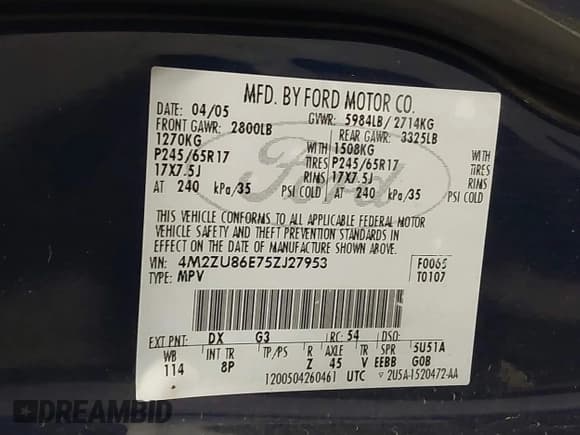 MFD. BY FORD MOTOR CO.
DATE: 04/05 GVWR: 5984LB/ 2714KG
FRONT GAWR: 2800LB REAR GAWR: 3325LB
1270KG WITH 1508KG WITH
P245/65R17 TIRES P245/65R17 TIRES
17X7.5J RIMS 17X7.5J RIMS
AT 240 kPa/35 PSI COLD AT 240 kPa/35 PSI COLD
Ford
THIS VEHICLE CONFORMS TO ALL APPLICABLE FEDERAL MOTOR
VEHICLE SAFETY AND THEFT PREVENTION STANDARDS IN
EFFECT ON THE DATE OF MANUFACTURE SHOWN ABOVE.
VIN: 4M2ZU86E75ZJ27953 F0065
TYPE: MPV T0107
EXT PNT: DX G3 RC: 54 DSO:
WB INT TR TP/PS R AXLE TR SPR 5U51A
114 8P Z 45 V EEBB G0B
1200504260461 UTC 2U5A-1520472-AA
DREAMBID